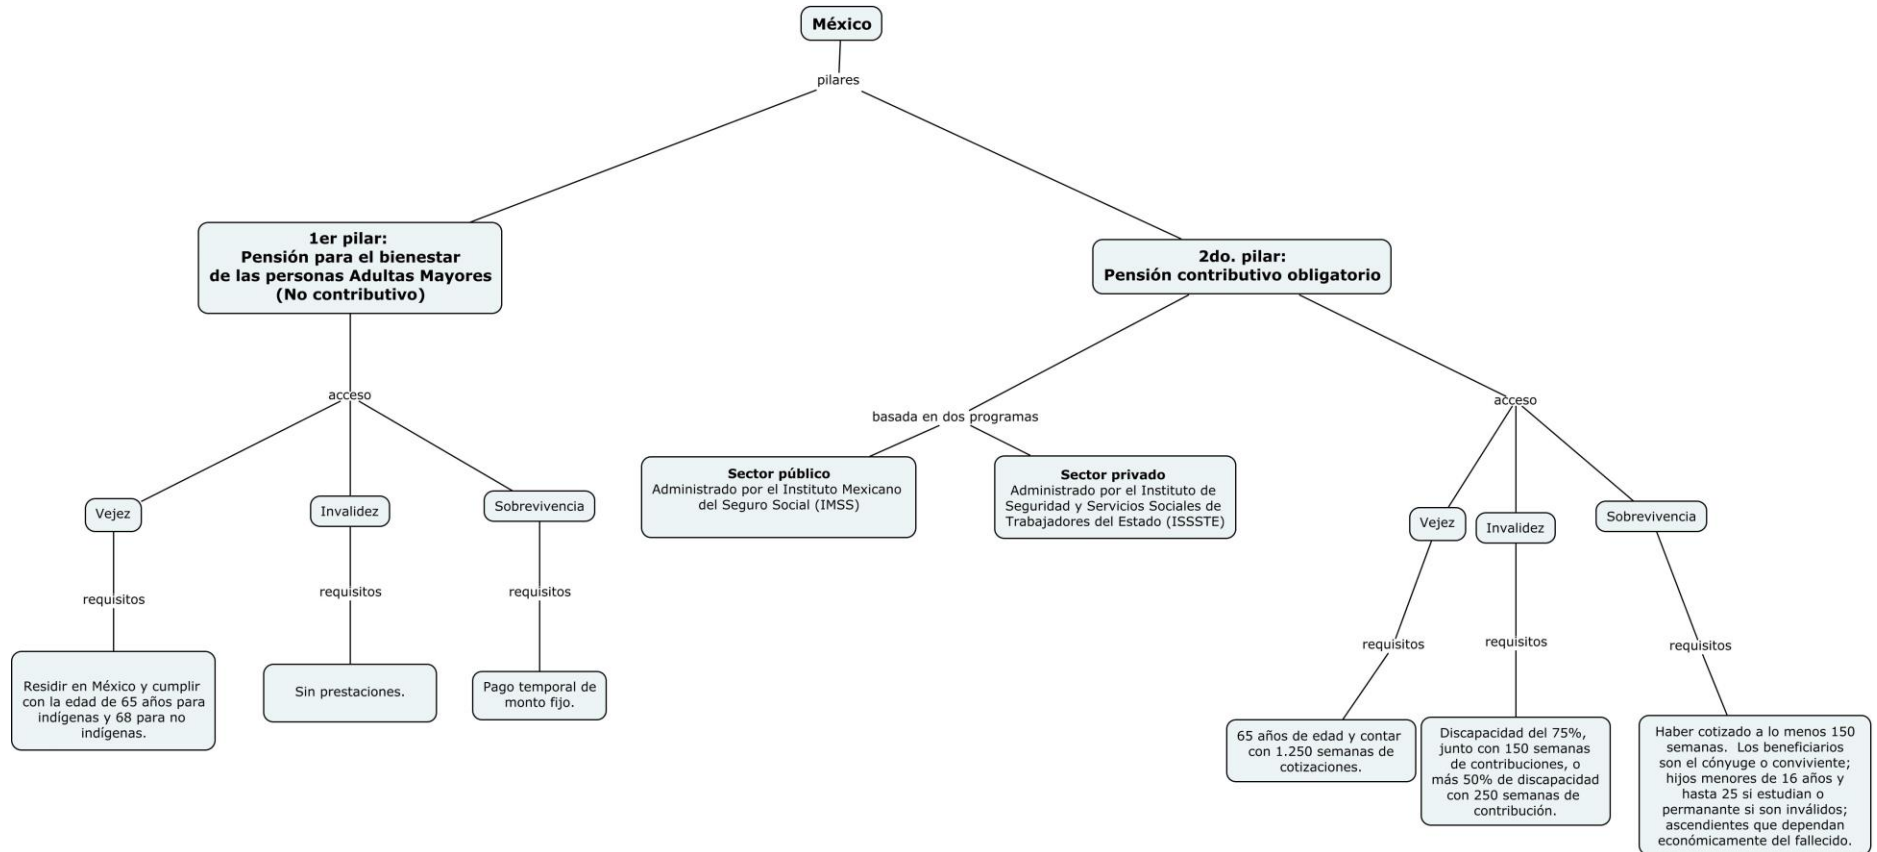 México
pilares
1er pilar:
Pensión para el bienestar
de las personas Adultas Mayores
(No contributivo)
2do. pilar:
Pensión contributivo obligatorio
acceso
basada en dos programas
acceso
Vejez
Invalidez
Sobrevivencia
Sector público
Administrado por el Instituto Mexicano
del Seguro Social (IMSS)
Sector privado
Administrado por el Instituto de
Seguridad y Servicios Sociales de
Trabajadores del Estado (ISSSTE)
Vejez
Invalidez
Sobrevivencia
requisitos
requisitos
requisitos
requisitos
requisitos
requisitos
Residir en México y cumplir
con la edad de 65 años para
indígenas y 68 para no
indígenas.
Sin prestaciones.
Pago temporal de
monto fijo.
65 años de edad y contar
con 1.250 semanas de
cotizaciones.
Discapacidad del 75%,
junto con 150 semanas
de contribuciones, o
más 50% de discapacidad
con 250 semanas de
contribución.
Haber cotizado a lo menos 150
semanas.  Los beneficiarios
son el cónyuge o conviviente;
hijos menores de 16 años y
hasta 25 si estudian o
permanante si son inválidos;
ascendientes que dependan
económicamente del fallecido.